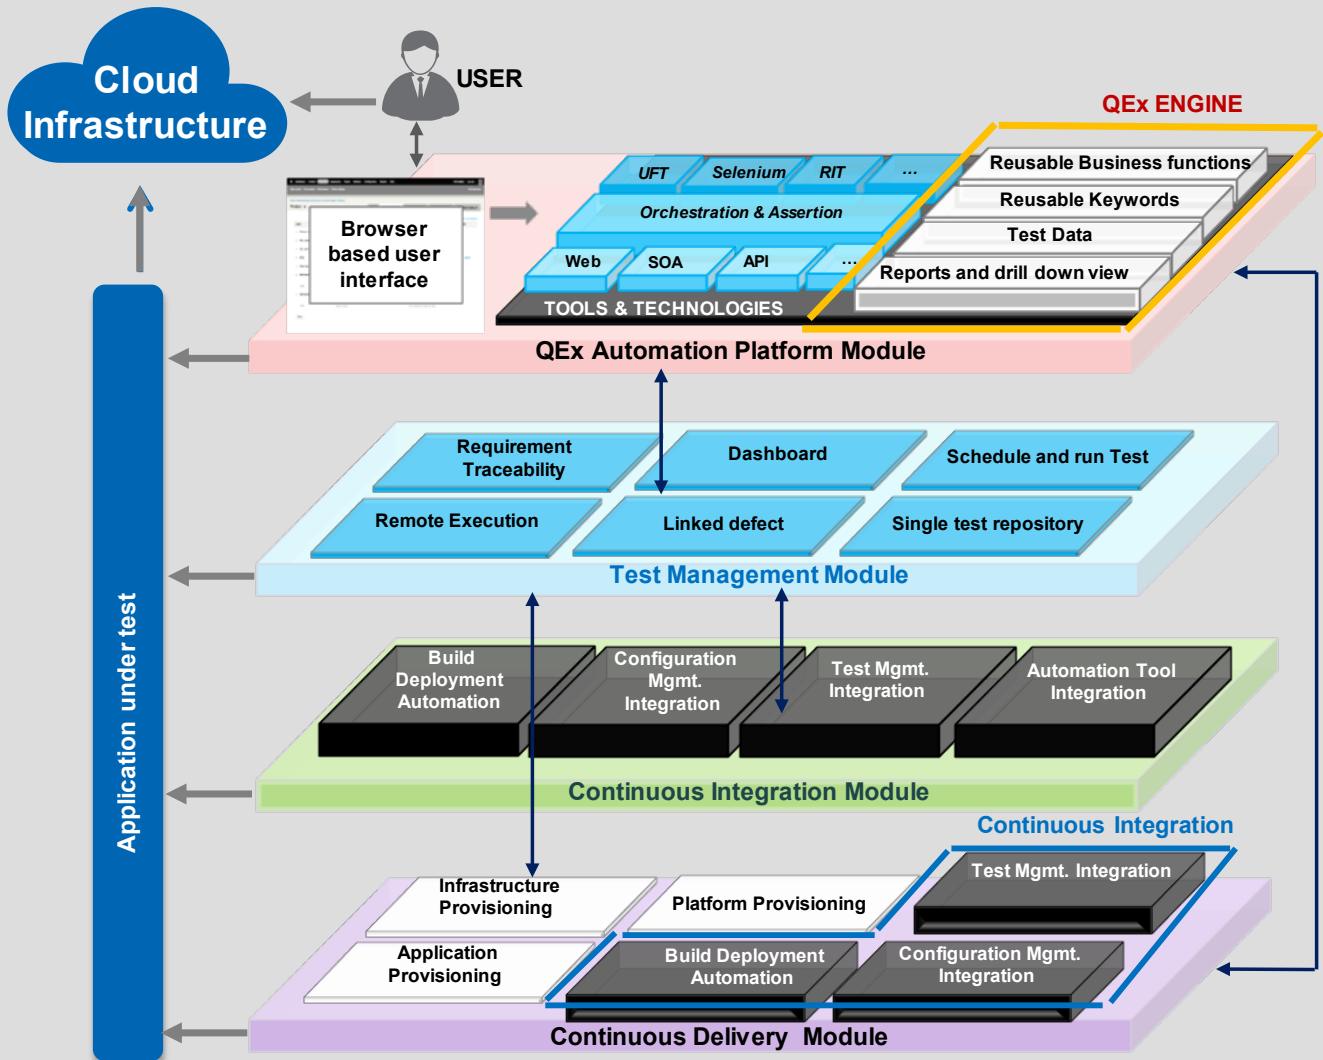 Cloud
Infrastructure
USER
QEx ENGINE
UFT
Selenium
RIT
...
Reusable Business functions
Reusable Keywords
Test Data
Reports and drill down view
Orchestration & Assertion
Browser
based user
interface
Web
SOA
API
...
TOOLS & TECHNOLOGIES
QEx Automation Platform Module
Requirement
Traceability
Dashboard
Schedule and run Test
Remote Execution
Linked defect
Single test repository
Test Management Module
Application under test
Build
Deployment
Automation
Configuration
Mgmt.
Integration
Test Mgmt.
Integration
Automation Tool
Integration
Continuous Integration Module
Continuous Integration
Infrastructure
Provisioning
Platform Provisioning
Test Mgmt. Integration
Application
Provisioning
Build Deployment
Automation
Configuration Mgmt.
Integration
Continuous Delivery Module